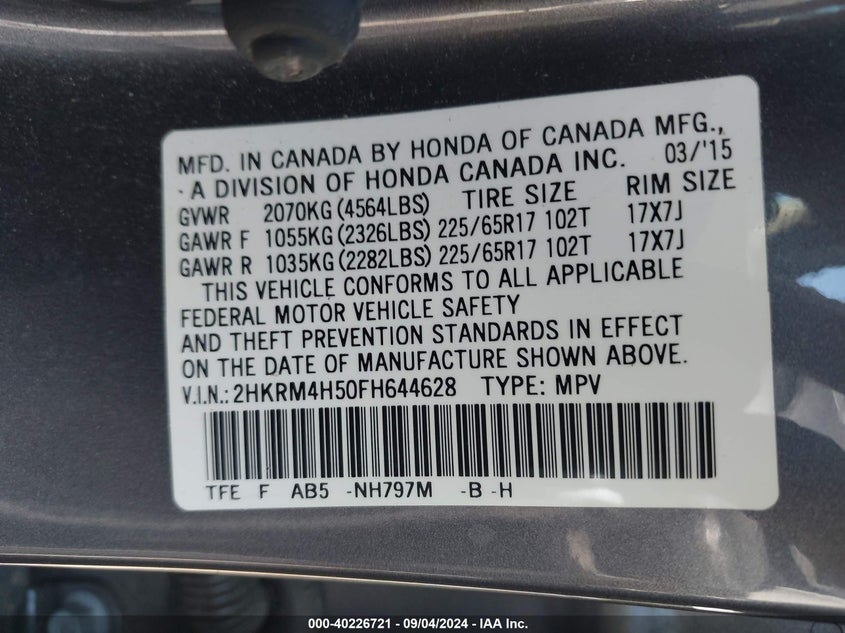 MFD. IN CANADA BY HONDA OF CANADA MFG.,
- A DIVISION OF HONDA CANADA INC. 03/'15
GVWR 2070KG(4564LBS) TIRE SIZE RIM SIZE
GAWR F 1055KG(2326LBS) 225/65R17 102T 17X7J
GAWR R 1035KG(2282LBS) 225/65R17 102T 17X7J
THIS VEHICLE CONFORMS TO ALL APPLICABLE
FEDERAL MOTOR VEHICLE SAFETY
AND THEFT PREVENTION STANDARDS IN EFFECT
ON THE DATE OF MANUFACTURE SHOWN ABOVE.
V.I.N.: 2HKRM4H50FH644628 TYPE: MPV
TFE F AB5 -NH797M -B -H
000-40226721 - 09/04/2024 - IAA Inc.